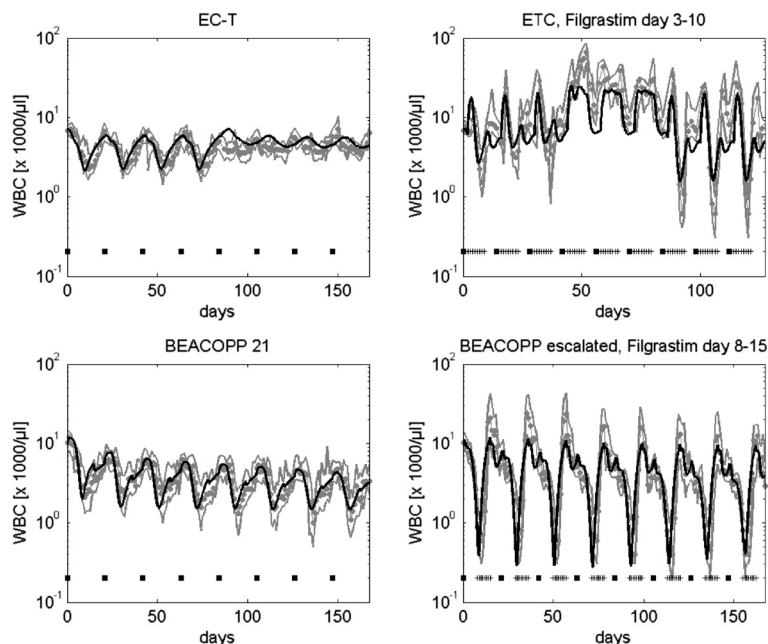 EC-T
WBC [x 1000/µl]
10^2
10^1
10^0
10^-1
0 50 100 150
days
ETC, Filgrastim day 3-10
WBC [x 1000/µl]
10^2
10^1
10^0
10^-1
0 50 100
days
BEACOPP 21
WBC [x 1000/µl]
10^2
10^1
10^0
10^-1
0 50 100 150
days
BEACOPP escalated, Filgrastim day 8-15
WBC [x 1000/µl]
10^2
10^1
10^0
10^-1
0 50 100 150
days